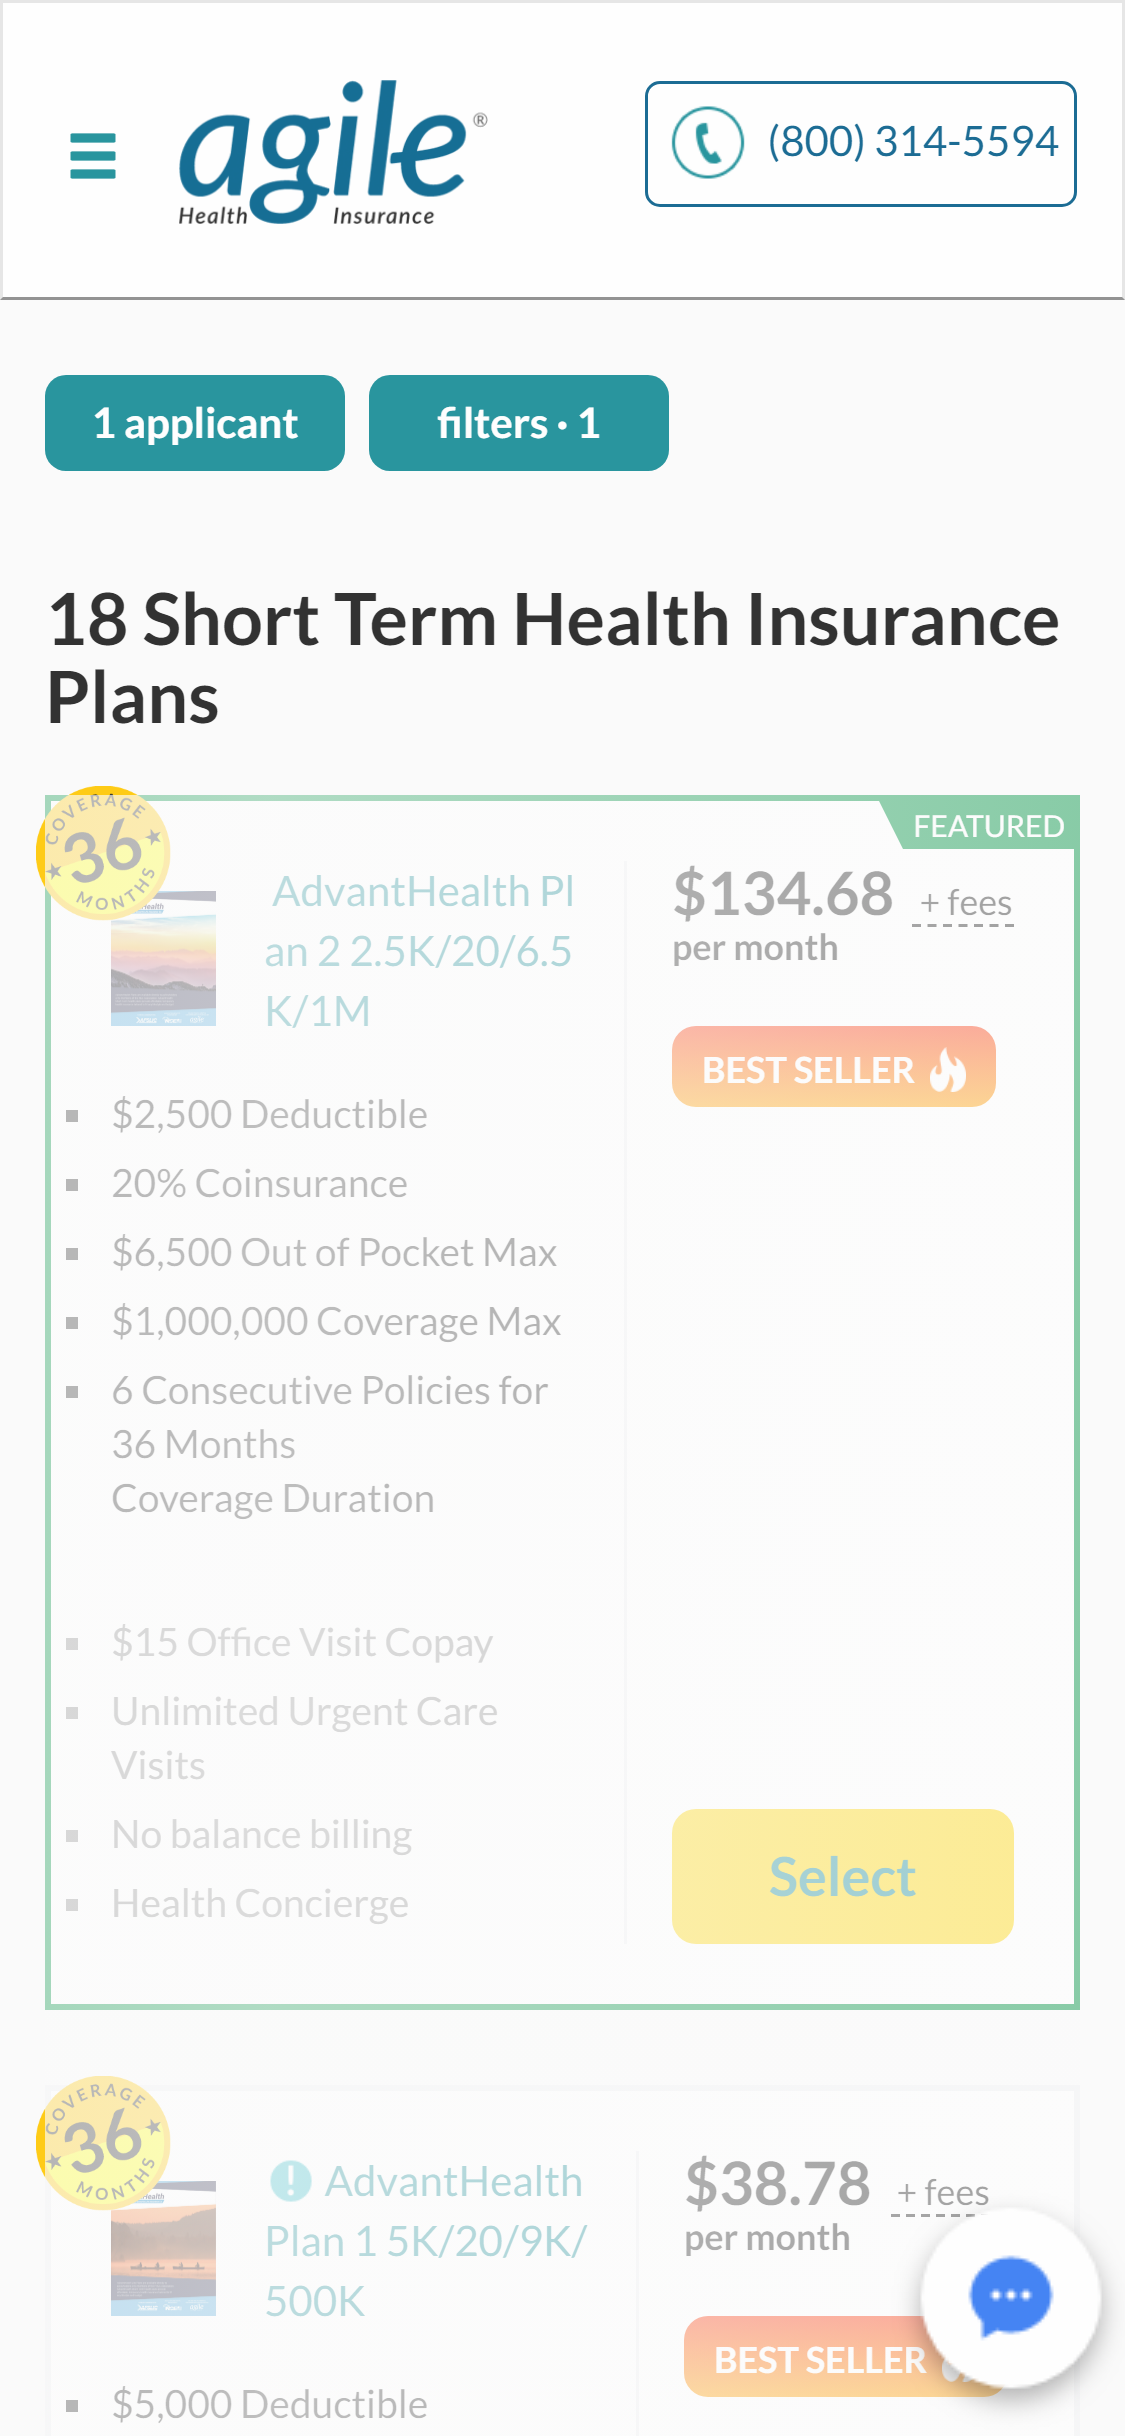 agile®
Health Insurance
(800) 314-5594
1 applicant
filters · 1
18 Short Term Health Insurance
Plans
COVERAGE
36
MONTHS
FEATURED
AdvantHealth Pl
an 2 2.5K/20/6.5
K/1M
$134.68 + fees
per month
BEST SELLER
$2,500 Deductible
20% Coinsurance
$6,500 Out of Pocket Max
$1,000,000 Coverage Max
6 Consecutive Policies for
36 Months
Coverage Duration
$15 Office Visit Copay
Unlimited Urgent Care
Visits
No balance billing
Health Concierge
Select
COVERAGE
36
MONTHS
AdvantHealth
Plan 1 5K/20/9K/
500K
$38.78 + fees
per month
BEST SELLER
$5,000 Deductible